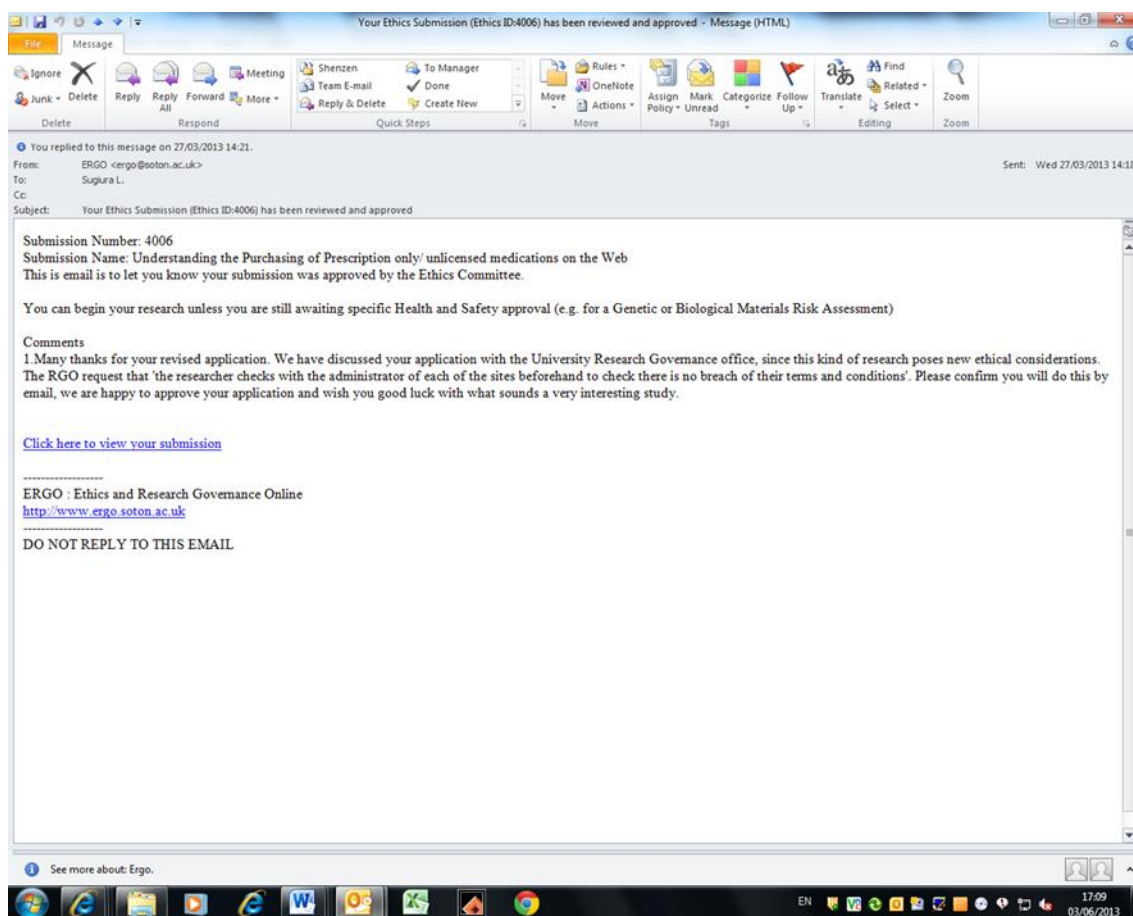 Your Ethics Submission (Ethics ID:4006) has been reviewed and approved - Message (HTML)
File Message
Ignore
Junk
Delete
Reply
Reply All
Forward
Meeting
More
Shenzen
Team E-mail
Reply & Delete
To Manager
Done
Create New
Move
Rules
OneNote
Actions
Assign Policy
Mark Unread
Categorize
Follow Up
Translate
Find
Related
Select
Zoom
Delete Respond Quick Steps Move Tags Editing Zoom
You replied to this message on 27/03/2013 14:21.
From: ERGO <ergo@soton.ac.uk> Sent: Wed 27/03/2013 14:18
To: Sugiura L.
Cc:
Subject: Your Ethics Submission (Ethics ID:4006) has been reviewed and approved
Submission Number: 4006
Submission Name: Understanding the Purchasing of Prescription only/ unlicensed medications on the Web
This is email is to let you know your submission was approved by the Ethics Committee.
You can begin your research unless you are still awaiting specific Health and Safety approval (e.g. for a Genetic or Biological Materials Risk Assessment)
Comments
1.Many thanks for your revised application. We have discussed your application with the University Research Governance office, since this kind of research poses new ethical considerations.
The RGO request that 'the researcher checks with the administrator of each of the sites beforehand to check there is no breach of their terms and conditions'. Please confirm you will do this by
email, we are happy to approve your application and wish you good luck with what sounds a very interesting study.
Click here to view your submission
------------------
ERGO : Ethics and Research Governance Online
http://www.ergo.soton.ac.uk
------------------
DO NOT REPLY TO THIS EMAIL
See more about: Ergo.
EN
17:09
03/06/2013